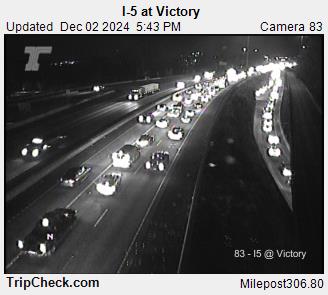 I-5 at Victory
Updated  Dec 02 2024  5:43 PM
Camera 83
T
N
83 - I5 @ Victory
TripCheck.com
Milepost306.80